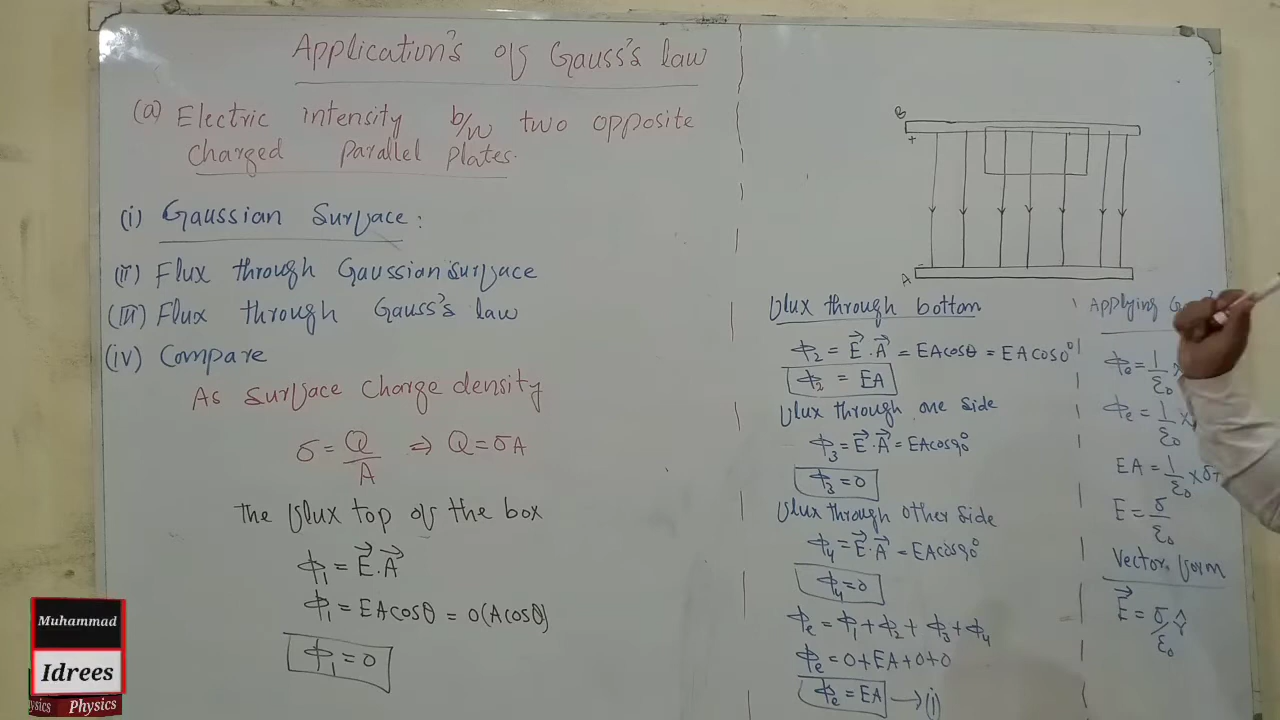 Application's of Gauss's law
(a) Electric intensity b/w two opposite
charged parallel plates.
(i) Gaussian Surface:
(ii) Flux through Gaussian surface
(iii) Flux through Gauss's law
(iv) Compare
As surface charge density
σ = Q/A ⇒ Q = σA
The flux top of the box
ϕ₁ = E⃗.A⃗
ϕ₁ = EAcosθ = 0(Acosθ)
ϕ₁ = 0
B
+
-
A
Flux through bottom
ϕ₂ = E⃗.A⃗ = EAcosθ = EAcos0°
ϕ₂ = EA
Flux through one side
ϕ₃ = E⃗.A⃗ = EAcos90°
ϕ₃ = 0
Flux through other side
ϕ₄ = E⃗.A⃗ = EAcos90°
ϕ₄ = 0
ϕₑ = ϕ₁ + ϕ₂ + ϕ₃ + ϕ₄
ϕₑ = 0 + EA + 0 + 0
ϕₑ = EA → (i)
Applying
ϕₑ = 1/ε₀ ×
ϕₑ = 1/ε₀ ×
EA = 1/ε₀ × σ
E = σ/ε₀
Vector form
E⃗ = σ/ε₀ r̂
Muhammad
Idrees
ysics Physics